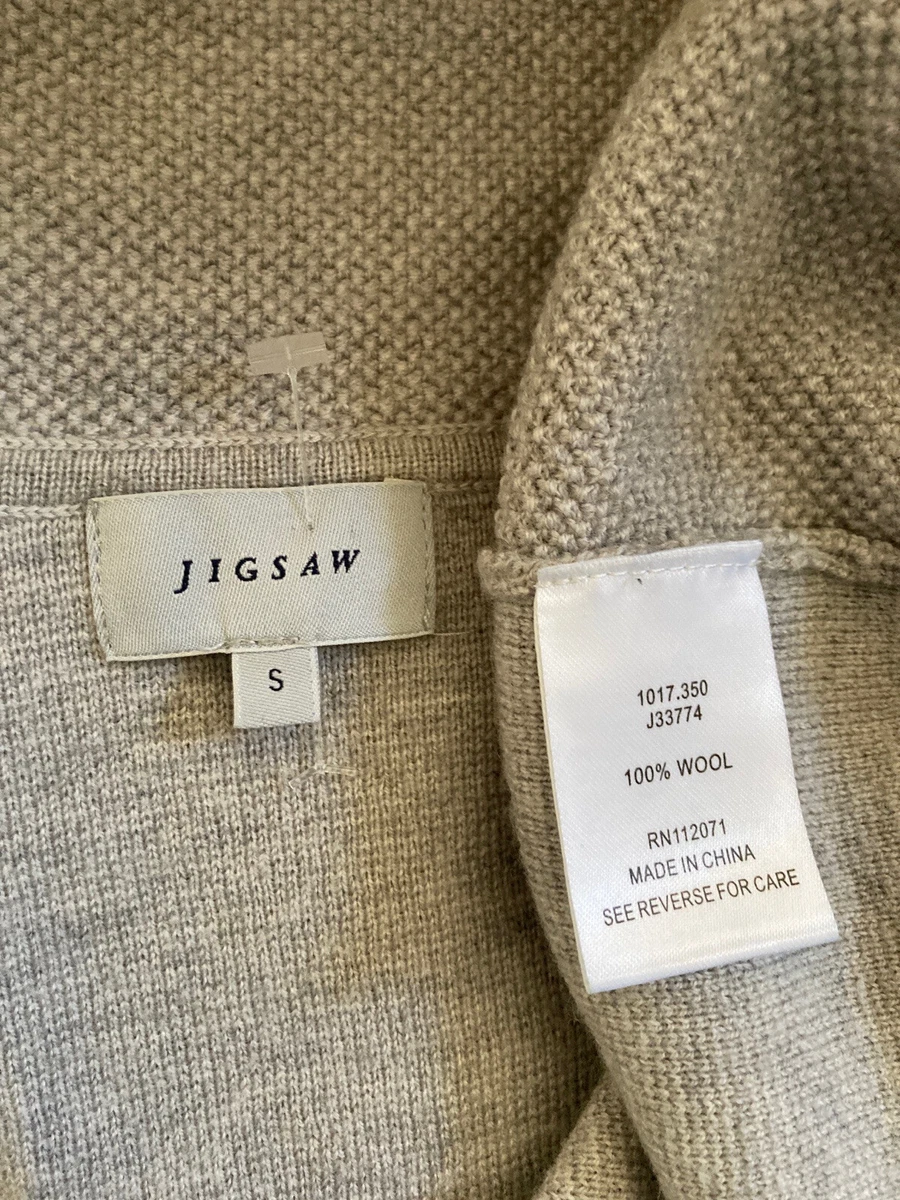 JIGSAW
S
1017.350
J33774
100% WOOL
RN112071
MADE IN CHINA
SEE REVERSE FOR CARE